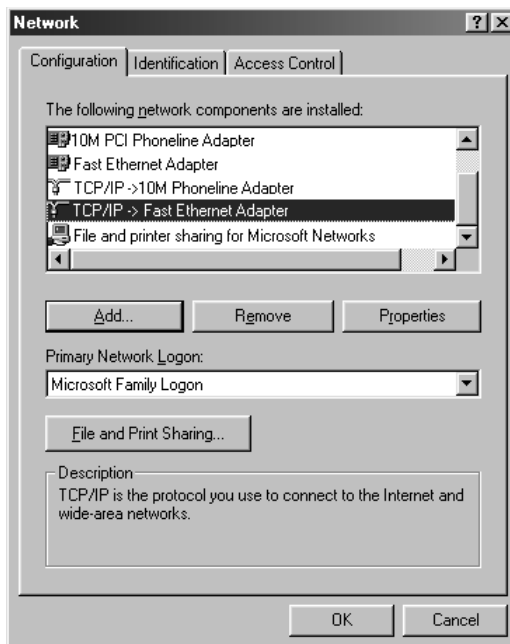 Network
Configuration Identification Access Control
The following network components are installed:
10M PCI Phoneline Adapter
Fast Ethernet Adapter
TCP/IP ->10M Phoneline Adapter
TCP/IP -> Fast Ethernet Adapter
File and printer sharing for Microsoft Networks
Add... Remove Properties
Primary Network Logon:
Microsoft Family Logon
File and Print Sharing...
Description
TCP/IP is the protocol you use to connect to the Internet and
wide-area networks.
OK Cancel